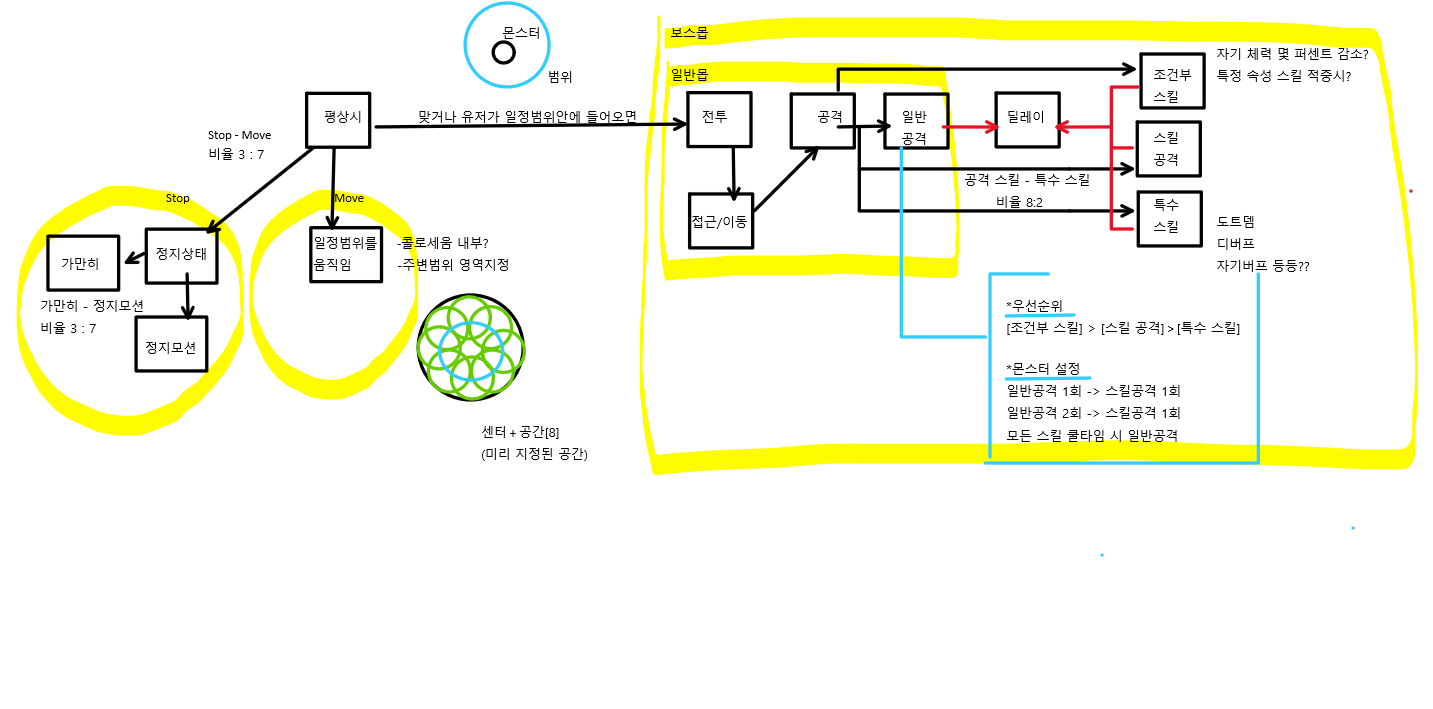 몬스터
범위
평상시
맞거나 유저가 일정범위안에 들어오면
Stop - Move
비율 3 : 7
Stop
Move
가만히
정지상태
가만히 - 정지모션
비율 3 : 7
정지모션
일정범위를
움직임
-콜로세움 내부?
-주변범위 영역지정
센터 + 공간[8]
(미리 지정된 공간)
보스몹
일반몹
전투
접근/이동
공격
일반
공격
딜레이
조건부
스킬
자기 체력 몇 퍼센트 감소?
특정 속성 스킬 적중시?
스킬
공격
공격 스킬 - 특수 스킬
비율 8:2
특수
스킬
도트뎀
디버프
자기버프 등등??
*우선순위
[조건부 스킬] > [스킬 공격]>[특수 스킬]
*몬스터 설정
일반공격 1회 -> 스킬공격 1회
일반공격 2회 -> 스킬공격 1회
모든 스킬 쿨타임 시 일반공격